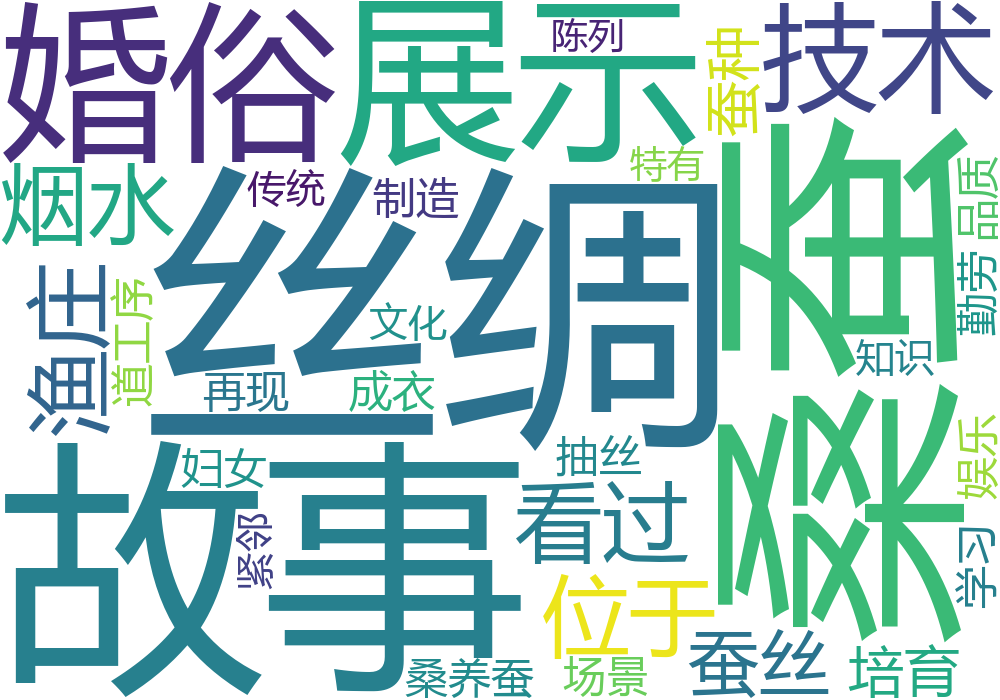 婚俗
展示
陈列
蚕种
技术
烟水
传统
制造
特有
丝绸
桑蚕
品质
勤劳
渔庄
道工序
文化
再现
成衣
知识
故事
妇女
紧邻
抽丝
看过
娱乐
学习
位于
桑养蚕
场景
蚕丝
培育